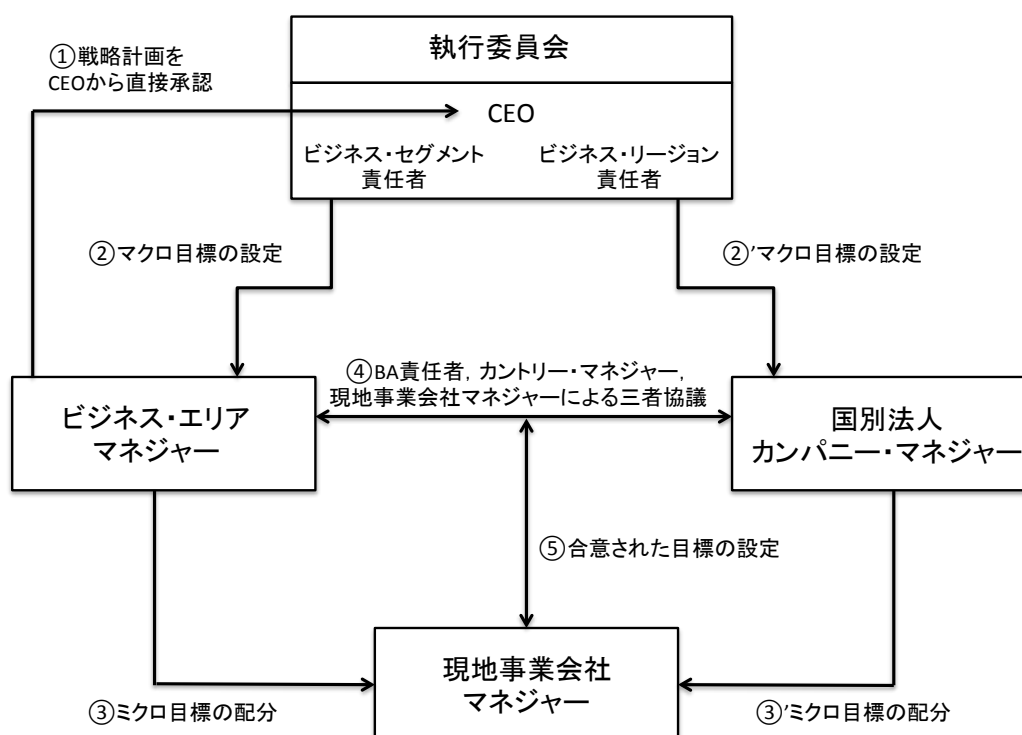 執行委員会
①戦略計画を
CEOから直接承認
CEO
ビジネス・セグメント
責任者
ビジネス・リージョン
責任者
②マクロ目標の設定
②’マクロ目標の設定
④BA責任者，カントリー・マネジャー，
現地事業会社マネジャーによる三者協議
ビジネス・エリア
マネジャー
国別法人
カンパニー・マネジャー
⑤合意された目標の設定
現地事業会社
マネジャー
③ミクロ目標の配分
③’ミクロ目標の配分